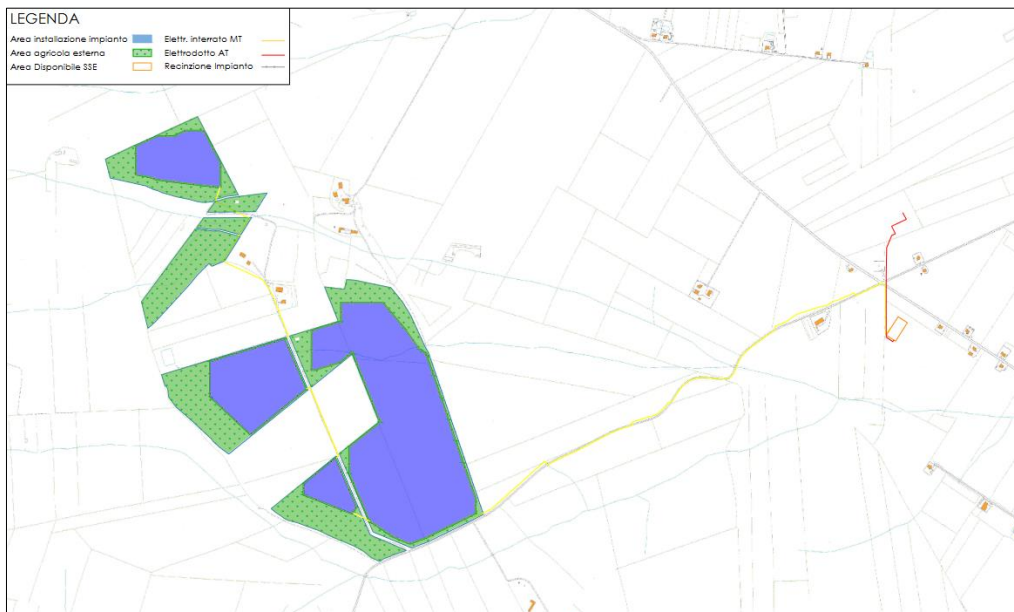 LEGENDA
Area installazione impianto Elettr. interrato MT
Area agricola esterna Elettrodotto AT
Area Disponibile SSE Recinzione Impianto